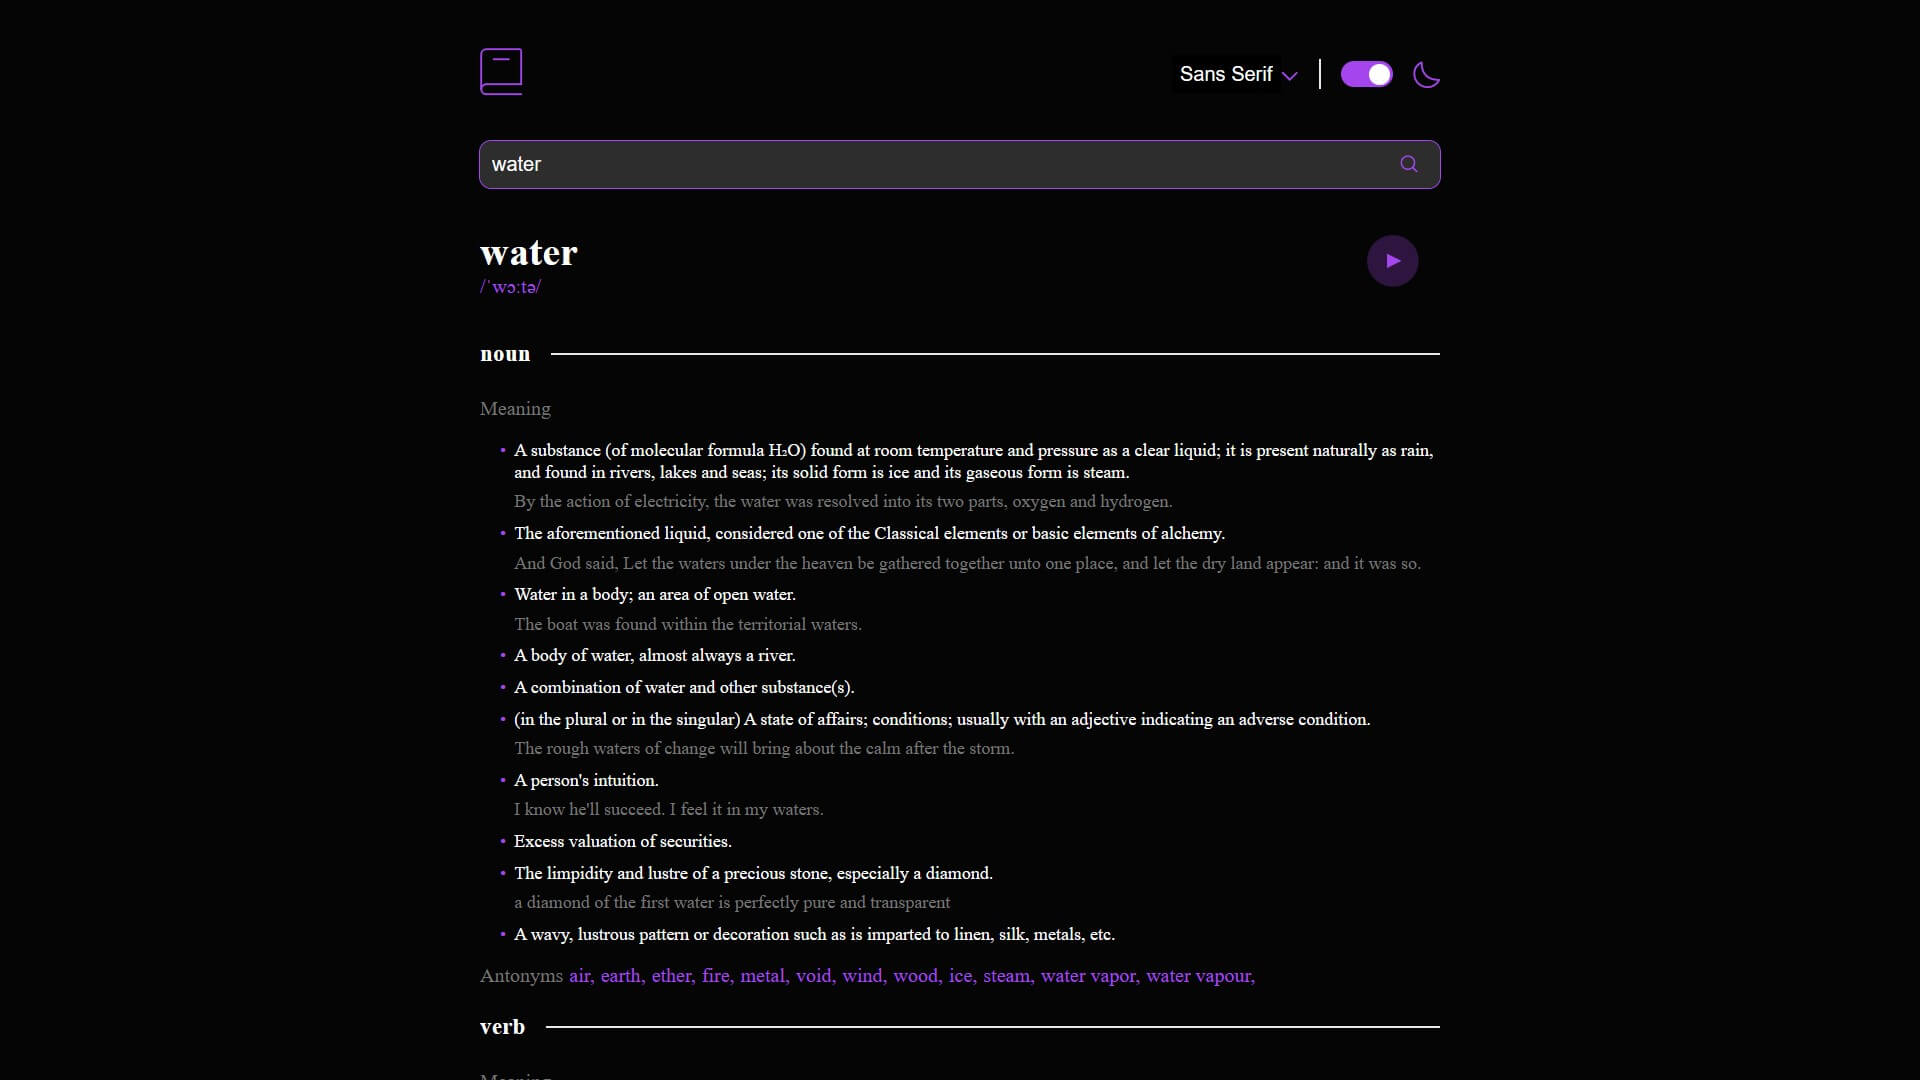 Sans Serif
water
water
/ˈwɔːtə/
noun
Meaning
• A substance (of molecular formula H₂O) found at room temperature and pressure as a clear liquid; it is present naturally as rain,
and found in rivers, lakes and seas; its solid form is ice and its gaseous form is steam.
By the action of electricity, the water was resolved into its two parts, oxygen and hydrogen.
• The aforementioned liquid, considered one of the Classical elements or basic elements of alchemy.
And God said, Let the waters under the heaven be gathered together unto one place, and let the dry land appear: and it was so.
• Water in a body; an area of open water.
The boat was found within the territorial waters.
• A body of water, almost always a river.
• A combination of water and other substance(s).
• (in the plural or in the singular) A state of affairs; conditions; usually with an adjective indicating an adverse condition.
The rough waters of change will bring about the calm after the storm.
• A person's intuition.
I know he'll succeed. I feel it in my waters.
• Excess valuation of securities.
• The limpidity and lustre of a precious stone, especially a diamond.
a diamond of the first water is perfectly pure and transparent
• A wavy, lustrous pattern or decoration such as is imparted to linen, silk, metals, etc.
Antonyms air, earth, ether, fire, metal, void, wind, wood, ice, steam, water vapor, water vapour,
verb
Meaning